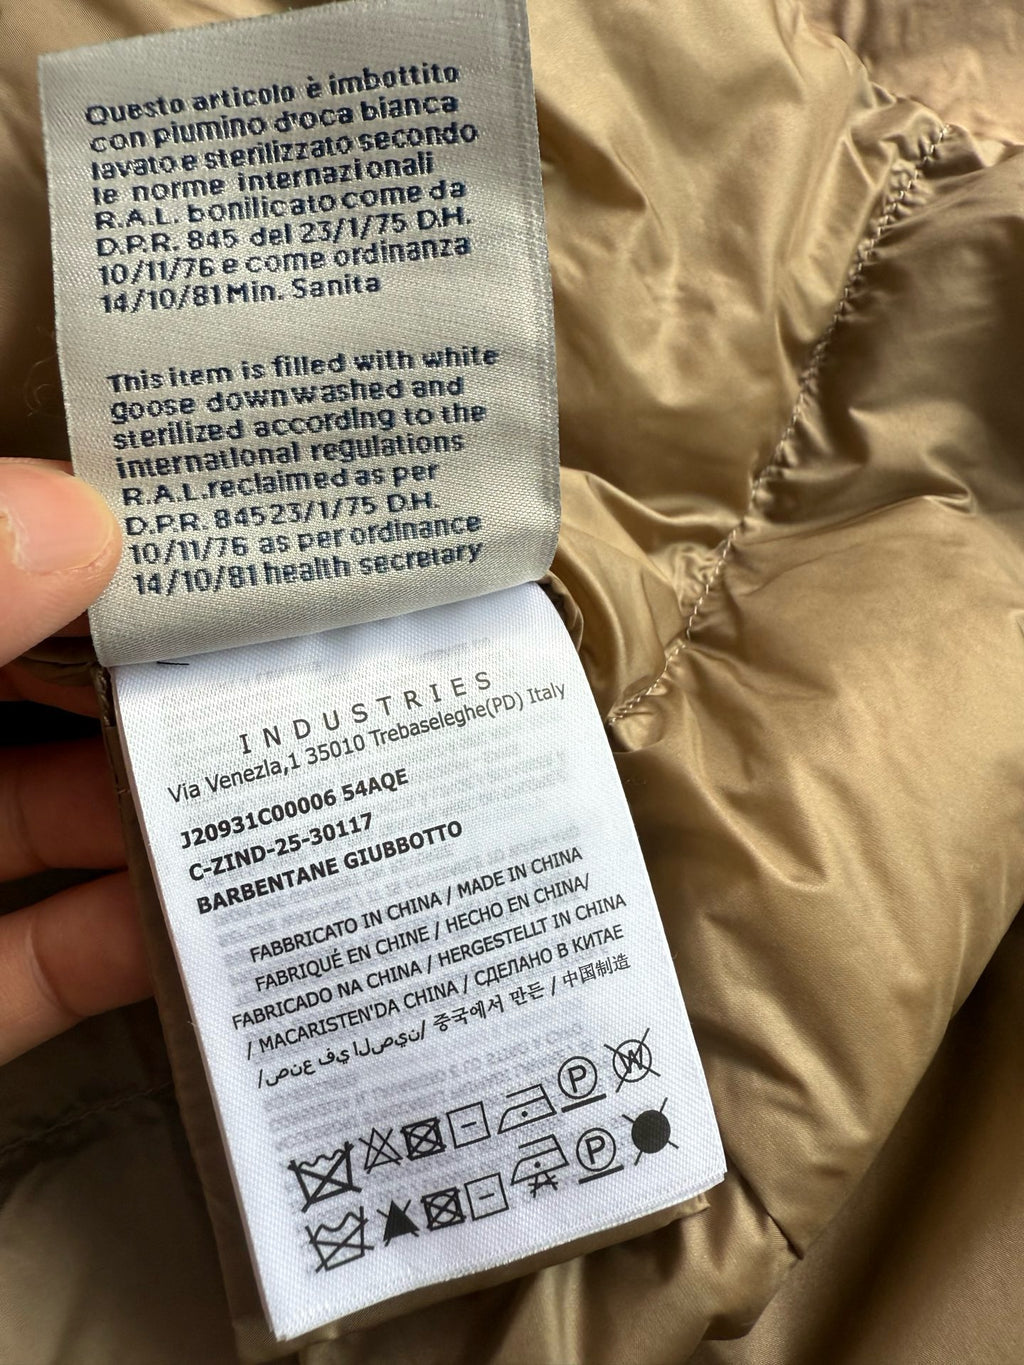 Questo articolo è imbottito
con piumino d'oca bianca
lavato e sterilizzato secondo
le norme internazionali
R.A.L. bonilicato come da
D.P.R. 845 del 23/1/75 D.H.
10/11/76 e come ordinanza
14/10/81 Min. Sanita
This item is filled with white
goose down washed and
sterilized according to the
international regulations
R.A.L.reclaimed as per
D.P.R. 84523/1/75 D.H.
10/11/76 as per ordinance
14/10/81 health secretary
INDUSTRIES
Via Venezla,1 35010 Trebaseleghe(PD) Italy
J20931C00006 54AQE
C-ZIND-25-30117
BARBENTANE GIUBBOTTO
FABBRICATO IN CHINA / MADE IN CHINA
FABRIQUÉ EN CHINE / HECHO EN CHINA/
FABRICADO NA CHINA / HERGESTELLT IN CHINA
/ MACARISTEN'DA CHINA / СДЕЛАНО В КИТАЕ
/صنع في الصين/ 중국에서 만든 / 中国制造
P W
P